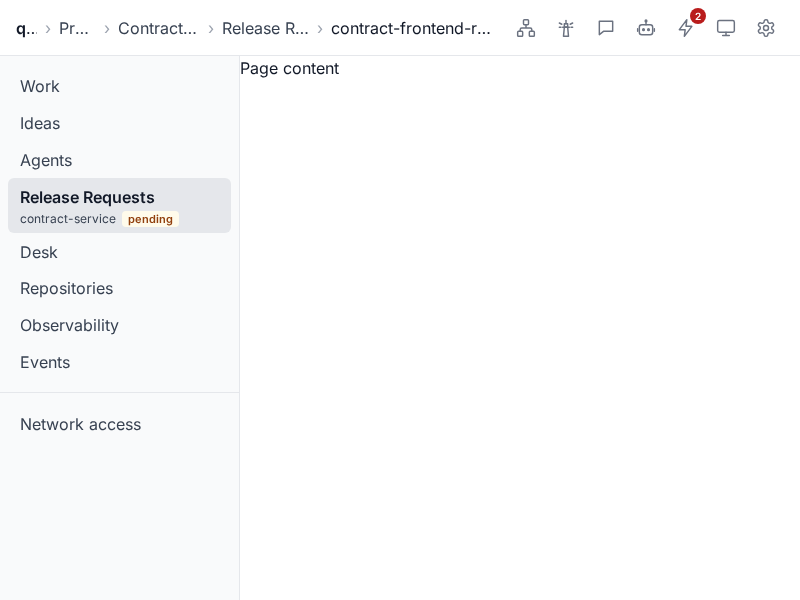 q... › Pr... › Contract... › Release R... › contract-frontend-r...
2
Work
Ideas
Agents
Release Requests
contract-service pending
Desk
Repositories
Observability
Events
Network access
Page content